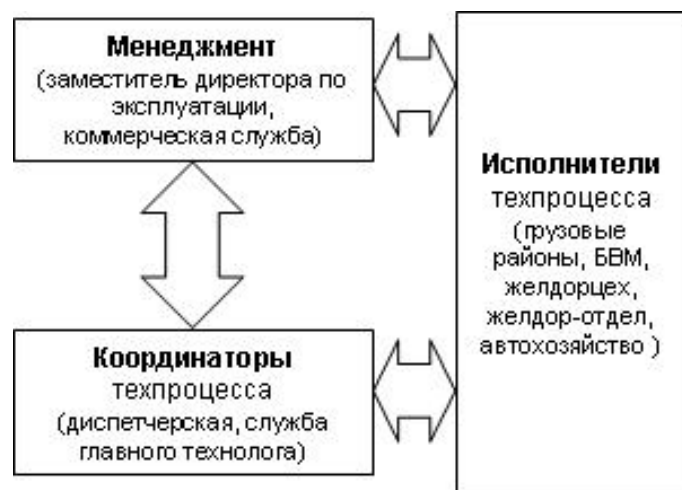 Менеджмент
(заместитель директора по
эксплуатации,
коммерческая служба)
Исполнители
техпроцесса
(грузовые
районы, БВМ,
желдорцех,
желдор-отдел,
автохозяйство )
Координаторы
техпроцесса
(диспетчерская, служба
главного технолога)